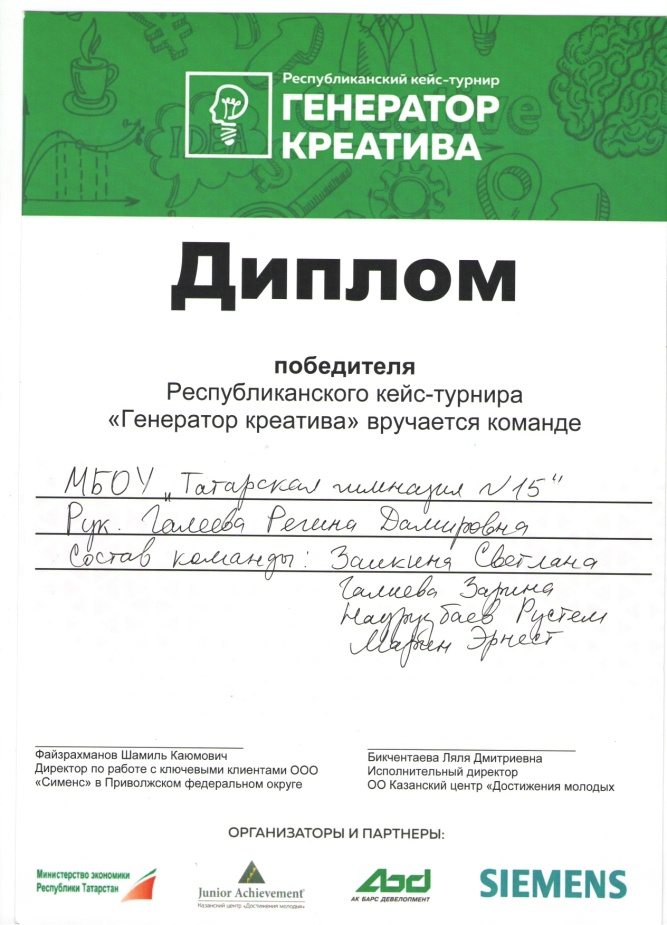 Республиканский кейс-турнир
ГЕНЕРАТОР
КРЕАТИВА
Диплом
победителя
Республиканского кейс-турнира
«Генератор креатива» вручается команде
МБОУ „Татарская гимназия №15"
Рук. Галеева Регина Дамировна
Состав команды: Заикина Светлана
Галиева Зарина
Рустем
Марьин Эрнест
Файзрахманов Шамиль Каюмович
Директор по работе с ключевыми клиентами ООО
«Сименс» в Приволжском федеральном округе
Бикчентаева Ляля Дмитриевна
Исполнительный директор
ОО Казанский центр «Достижения молодых
ОРГАНИЗАТОРЫ И ПАРТНЕРЫ:
Министерство экономики
Республики Татарстан
Junior Achievement
Казанский центр «Достижения молодых»
АК БАРС ДЕВЕЛОПМЕНТ
SIEMENS